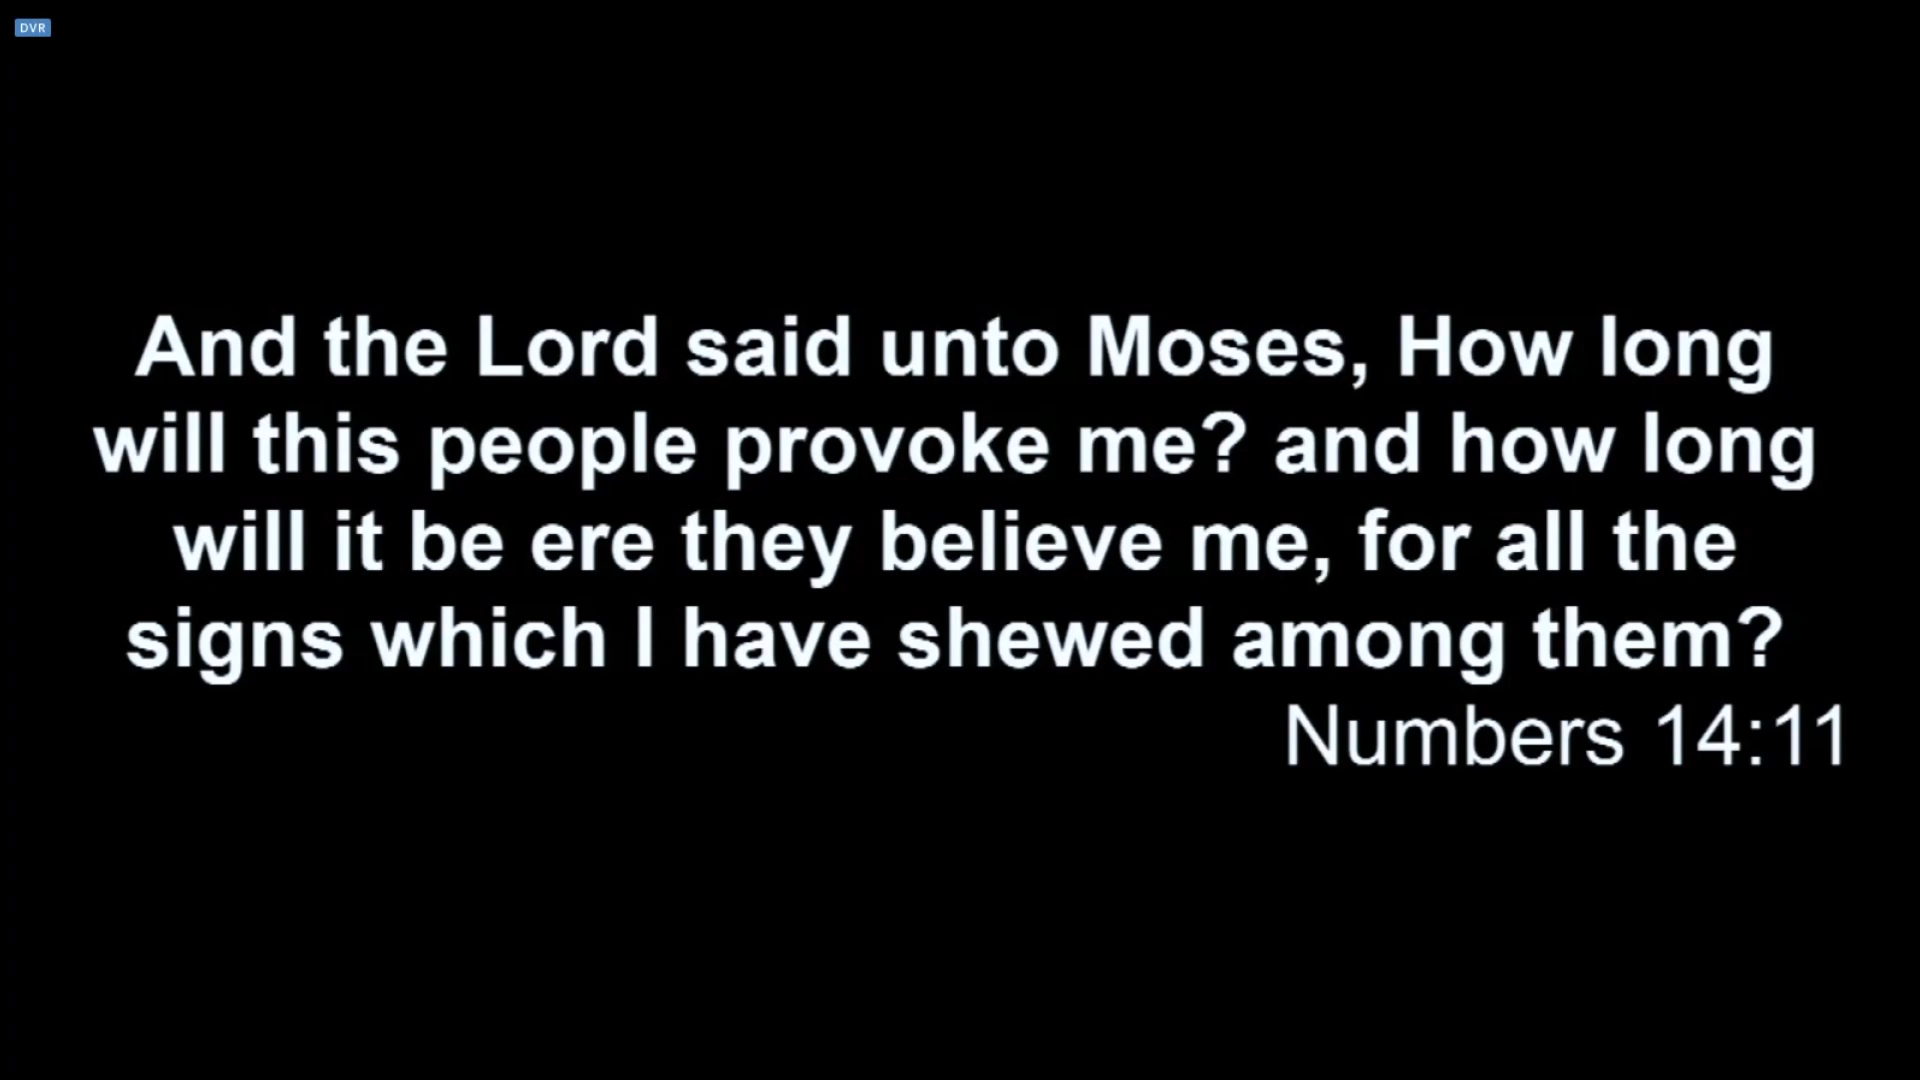 DVR
And the Lord said unto Moses, How long
will this people provoke me? and how long
will it be ere they believe me, for all the
signs which I have shewed among them?
Numbers 14:11